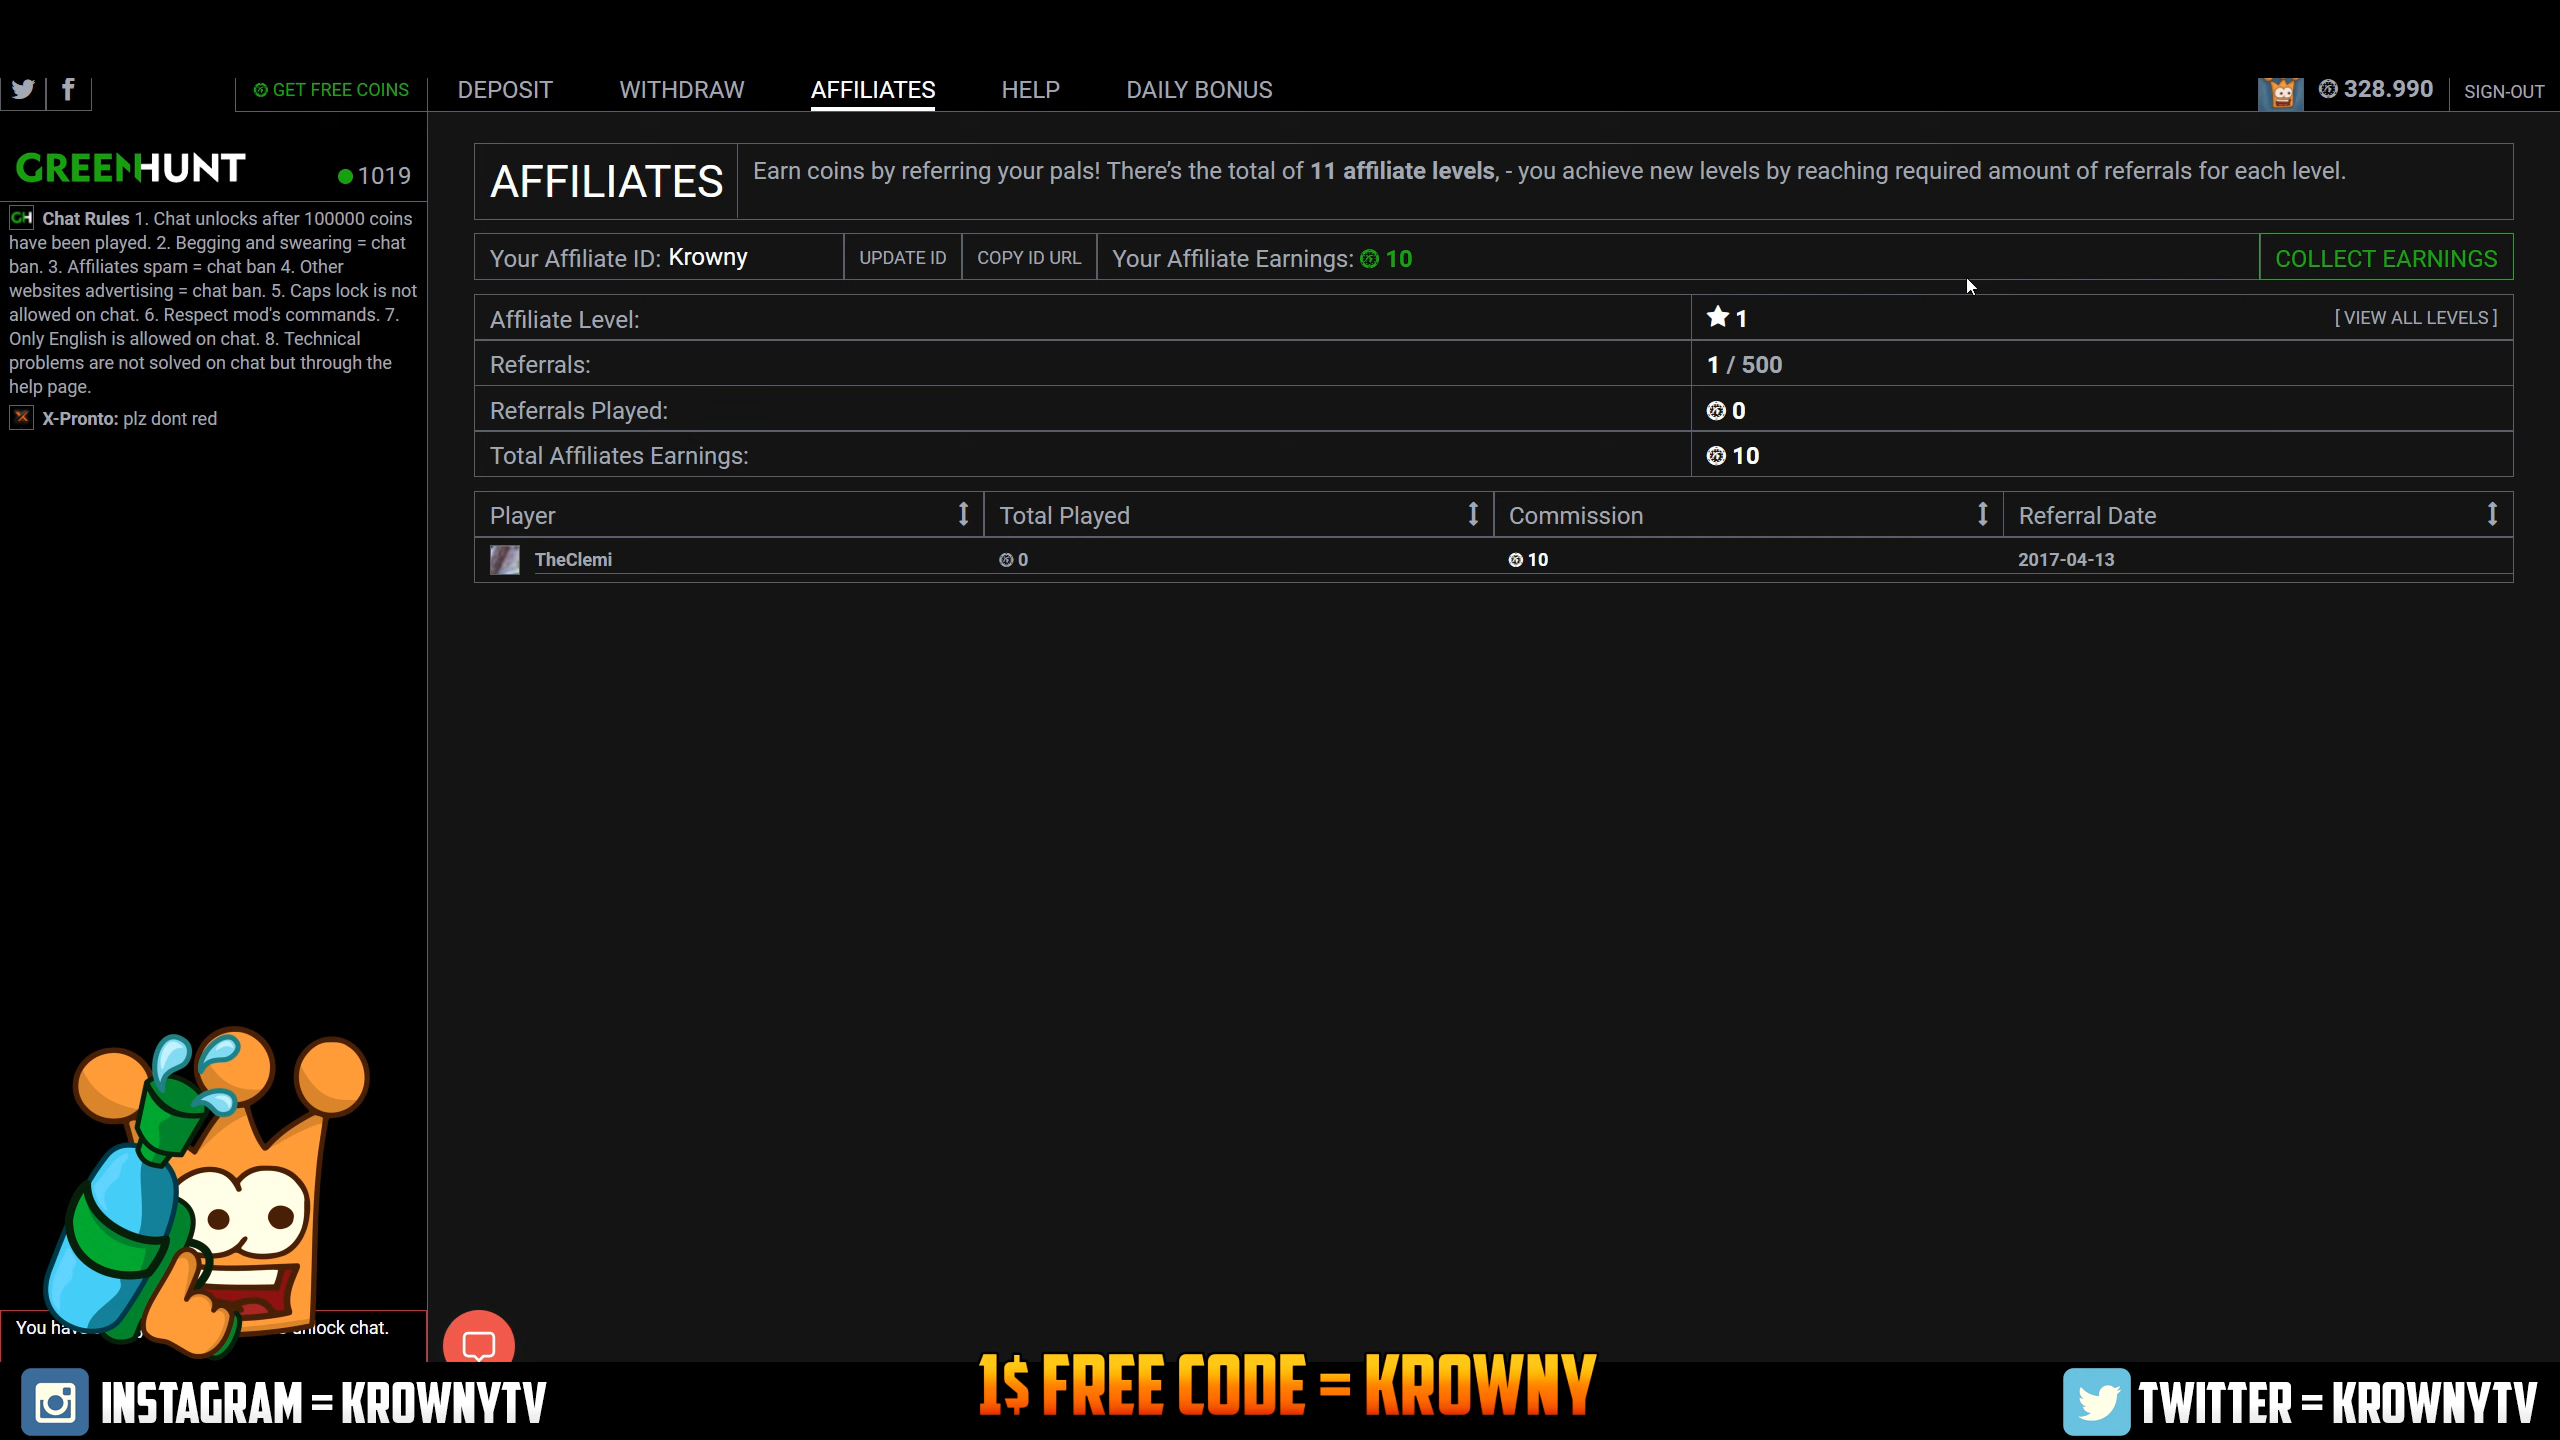 GET FREE COINS
DEPOSIT
WITHDRAW
AFFILIATES
HELP
DAILY BONUS
328.990
SIGN-OUT
GREENHUNT
1019
GH Chat Rules 1. Chat unlocks after 100000 coins
have been played. 2. Begging and swearing = chat
ban. 3. Affiliates spam = chat ban 4. Other
websites advertising = chat ban. 5. Caps lock is not
allowed on chat. 6. Respect mod's commands. 7.
Only English is allowed on chat. 8. Technical
problems are not solved on chat but through the
help page.
X-Pronto: plz dont red
AFFILIATES
Earn coins by referring your pals! There's the total of 11 affiliate levels, - you achieve new levels by reaching required amount of referrals for each level.
Your Affiliate ID: Krowny
UPDATE ID
COPY ID URL
Your Affiliate Earnings: 10
COLLECT EARNINGS
Affiliate Level:
1
[ VIEW ALL LEVELS ]
Referrals:
1 / 500
Referrals Played:
0
Total Affiliates Earnings:
10
Player
Total Played
Commission
Referral Date
TheClemi
0
10
2017-04-13
You have chat.
INSTAGRAM = KROWNYTV
1$ FREE CODE = KROWNY
TWITTER = KROWNYTV